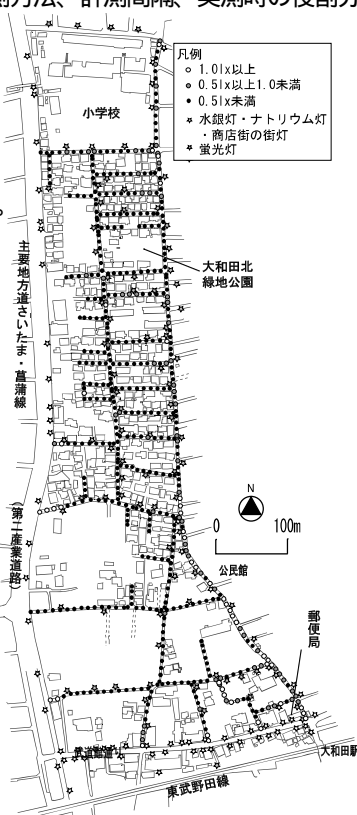 測方法、計測間隔、実測時の役割分
凡例
1.0lx以上
0.5lx以上1.0未満
0.5lx未満
水銀灯・ナトリウム灯
・商店街の街灯
蛍光灯
小学校
大和田北
緑地公園
主要地方道さいたま・菖蒲線
(第二産業道路)
N
0 100m
公民館
郵便局
大和田駅
東武野田線